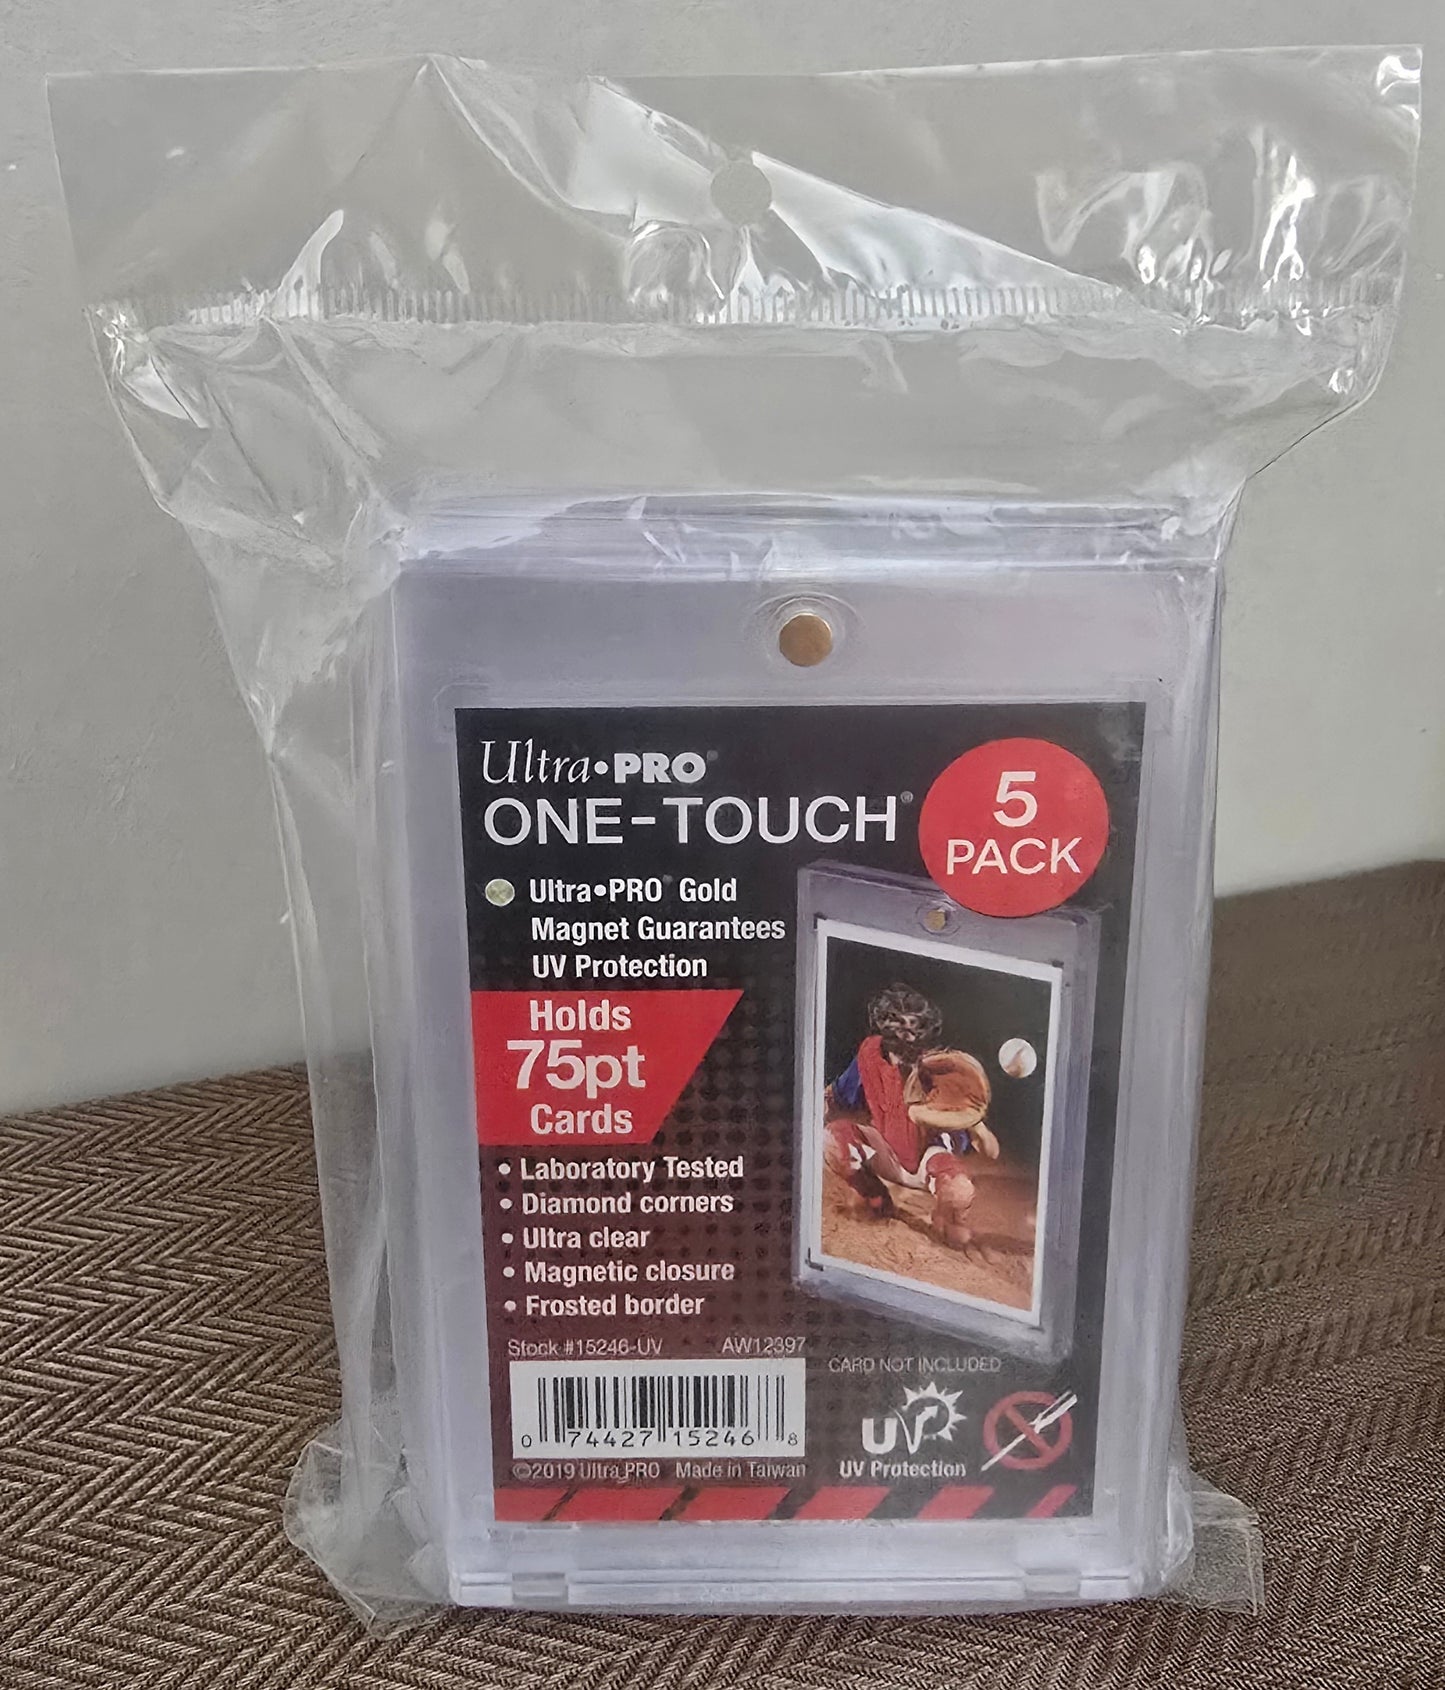 Ultra•PRO®
ONE-TOUCH®
5
PACK
Ultra•PRO® Gold
Magnet Guarantees
UV Protection
Holds
75pt
Cards
• Laboratory Tested
• Diamond corners
• Ultra clear
• Magnetic closure
• Frosted border
Stock #15246-UV AW12397
CARD NOT INCLUDED
0 74427 15246 8
UV
UV Protection
©2019 Ultra PRO Made in Taiwan